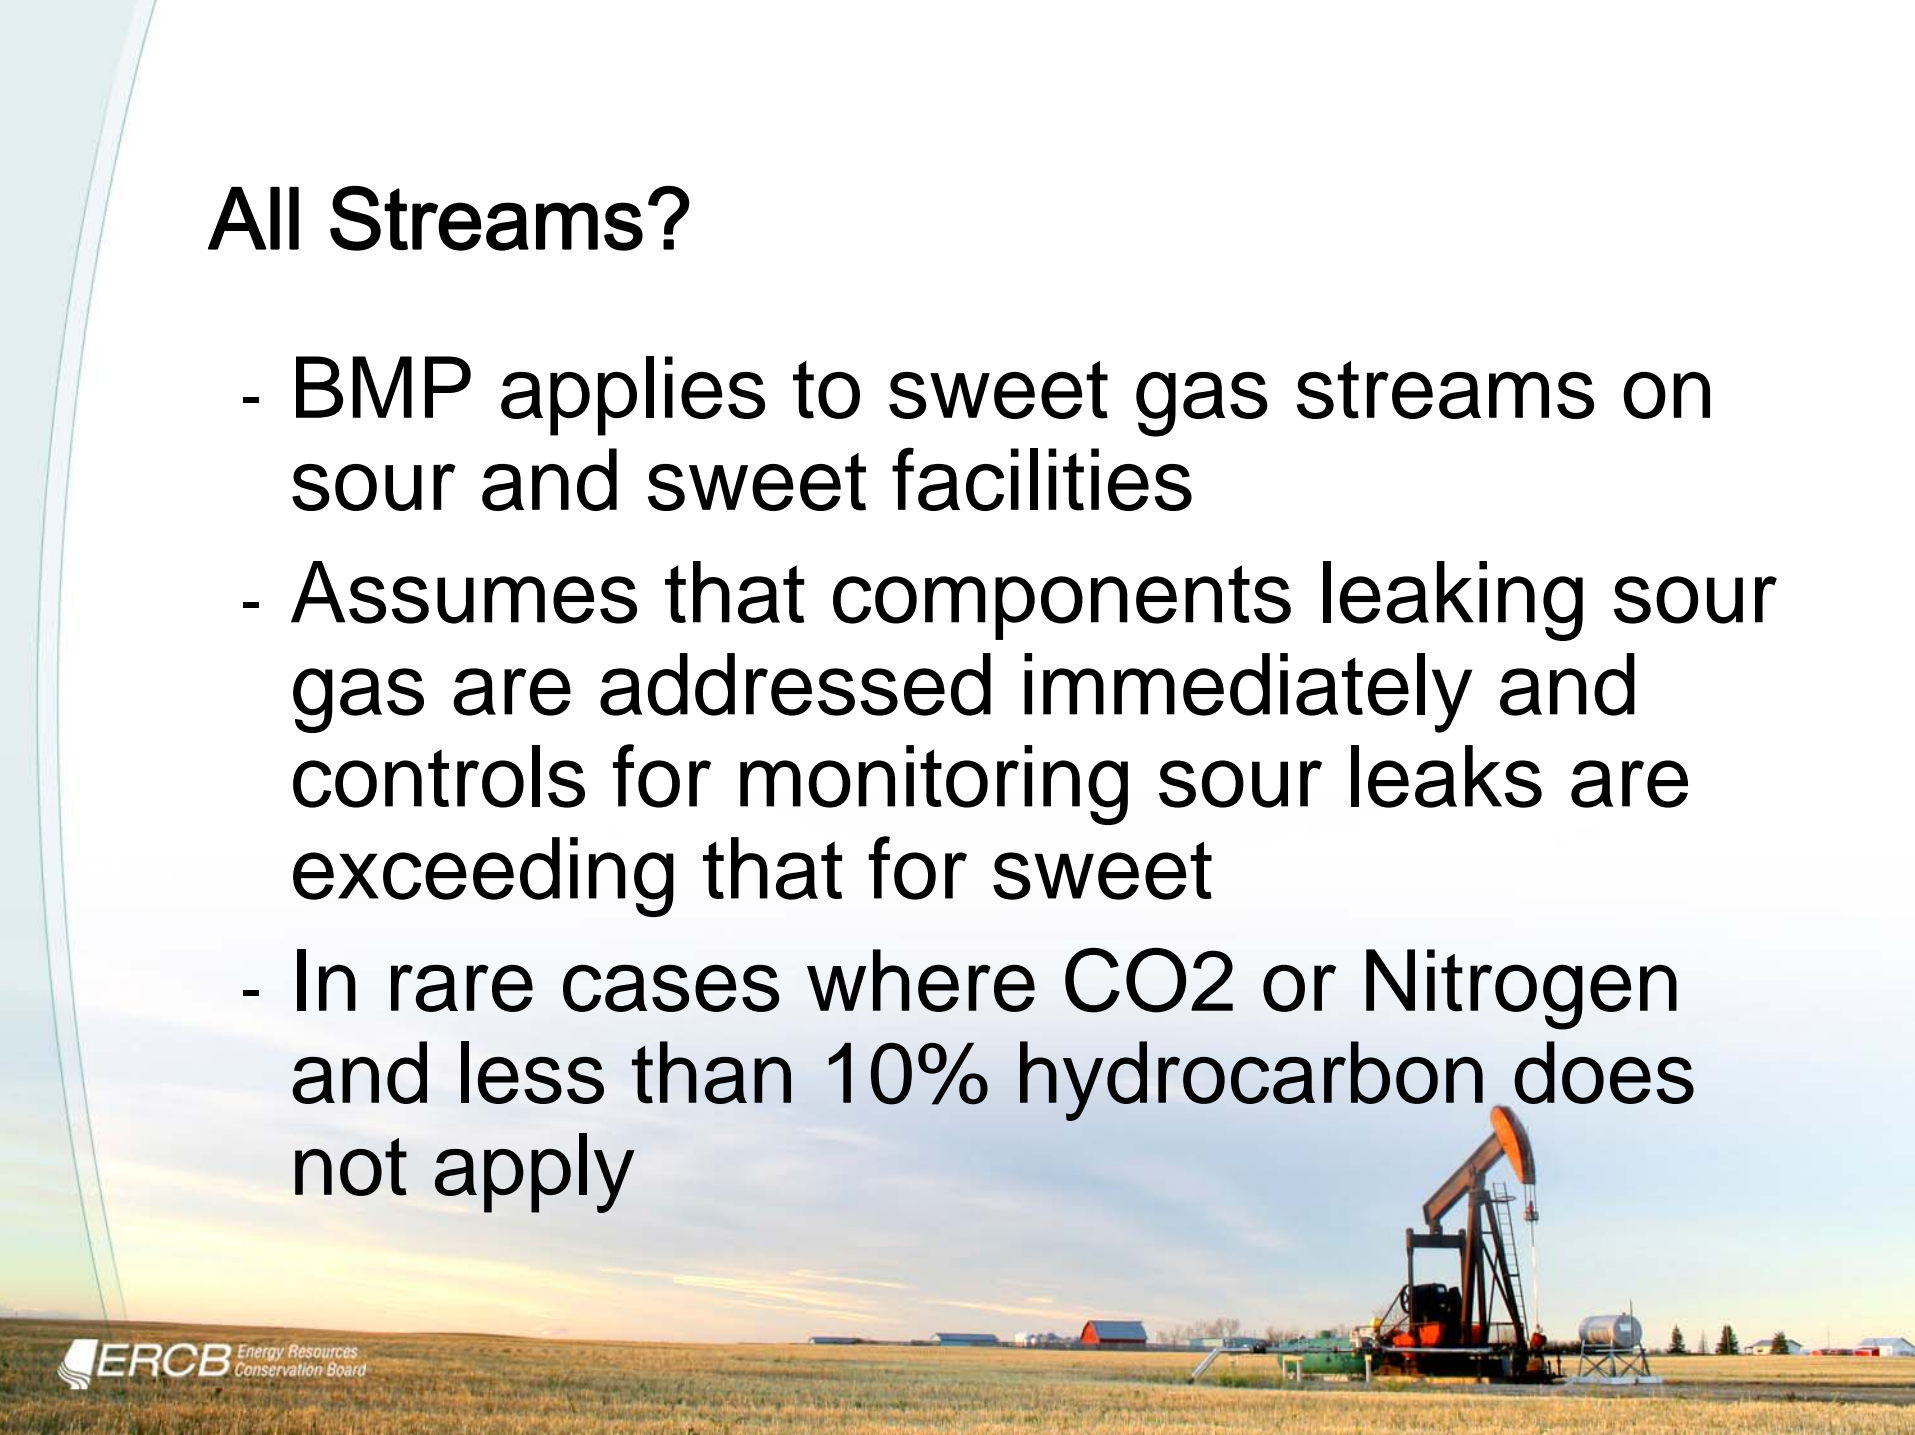 All Streams?
- BMP applies to sweet gas streams on
sour and sweet facilities
- Assumes that components leaking sour
gas are addressed immediately and
controls for monitoring sour leaks are
exceeding that for sweet
- In rare cases where CO2 or Nitrogen
and less than 10% hydrocarbon does
not apply
ERCB Energy Resources
Conservation Board